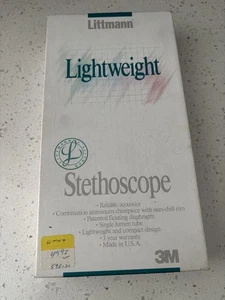 Littmann
Lightweight
L
Stethoscope
• Reliable acoustics
• Combination aluminum chestpiece with non-chill rim
• Patented floating diaphragm
• Single lumen tube
• Lightweight and compact design
• 1 year warranty
• Made in U.S.A.
3M